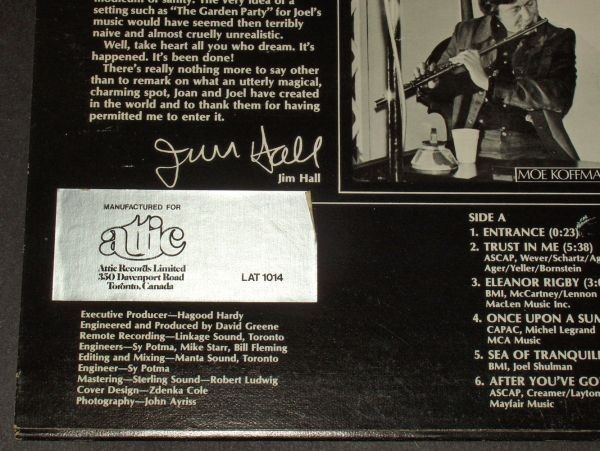 modicum of sanity. The very idea of a
setting such as "The Garden Party" for Joel's
music would have seemed then terribly
naive and almost cruelly unrealistic.
Well, take heart all you who dream. It's
happened. It's been done!
There's really nothing more to say other
than to remark on what an utterly magical,
charming spot, Joan and Joel have created
in the world and to thank them for having
permitted me to enter it.
Jim Hall
Jim Hall
MOE KOFFMA
MANUFACTURED FOR
attic
Attic Records Limited
350 Davenport Road
Toronto, Canada
LAT 1014
Executive Producer—Hagood Hardy
Engineered and Produced by David Greene
Remote Recording—Linkage Sound, Toronto
Engineers—Sy Potma, Mike Starr, Bill Fleming
Editing and Mixing—Manta Sound, Toronto
Engineer—Sy Potma
Mastering—Sterling Sound—Robert Ludwig
Cover Design—Zdenka Cole
Photography—John Ayriss
SIDE A
1. ENTRANCE (0:23)
2. TRUST IN ME (5:38)
ASCAP, Wever/Schartz/Ag
Ager/Yeller/Bornstein
3. ELEANOR RIGBY (3:0
BMI, McCartney/Lennon
MacLen Music Inc.
4. ONCE UPON A SUM
CAPAC, Michel Legrand
MCA Music
5. SEA OF TRANQUIL
BMI, Joel Shulman
6. AFTER YOU'VE GO
ASCAP, Creamer/Layton
Mayfair Music